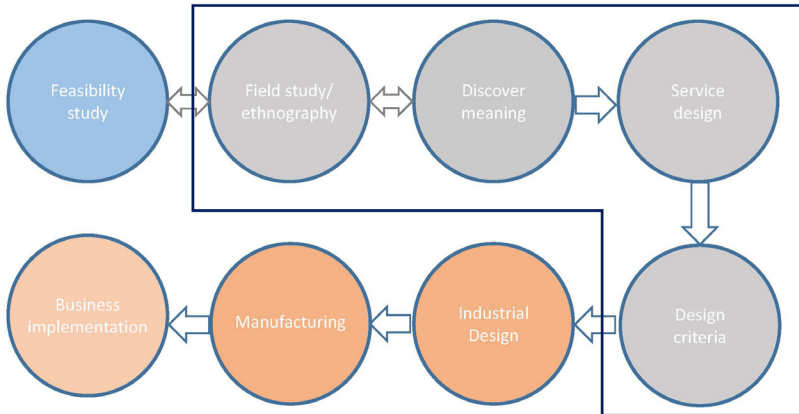 Feasibility
study
Field study/
ethnography
Discover
meaning
Service
design
Business
implementation
Manufacturing
Industrial
Design
Design
criteria